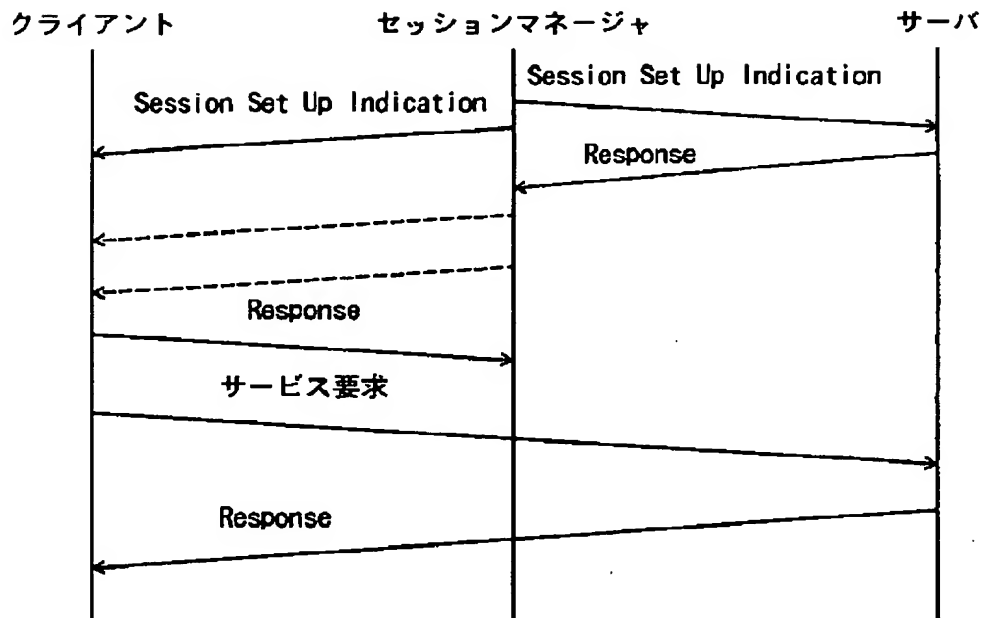 クライアント
セッションマネージャ
サーバ
Session Set Up Indication
Session Set Up Indication
Response
Response
サービス要求
Response